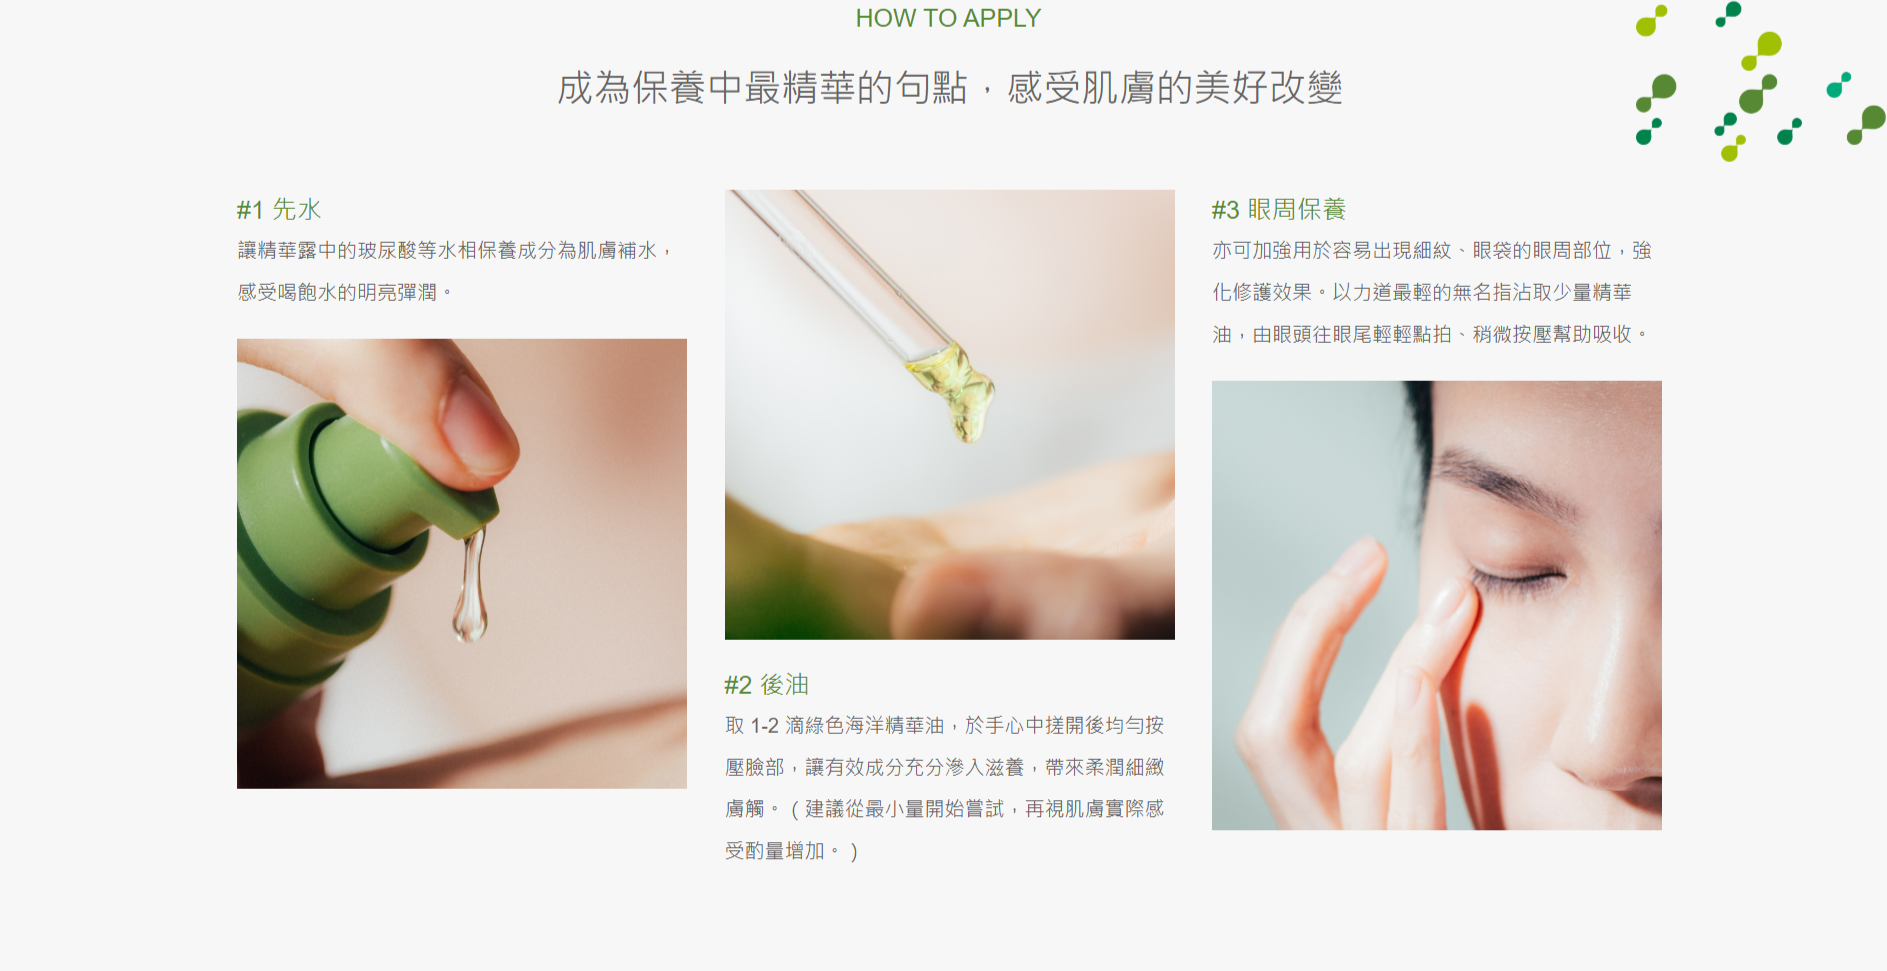 HOW TO APPLY
成為保養中最精華的句點，感受肌膚的美好改變
#1 先水
讓精華露中的玻尿酸等水相保養成分為肌膚補水，
感受喝飽水的明亮彈潤。
#2 後油
取 1-2 滴綠色海洋精華油，於手心中搓開後均勻按
壓臉部，讓有效成分充分滲入滋養，帶來柔潤細緻
膚觸。（建議從最小量開始嘗試，再視肌膚實際感
受酌量增加。）
#3 眼周保養
亦可加強用於容易出現細紋、眼袋的眼周部位，強
化修護效果。以力道最輕的無名指沾取少量精華
油，由眼頭往眼尾輕輕點拍、稍微按壓幫助吸收。